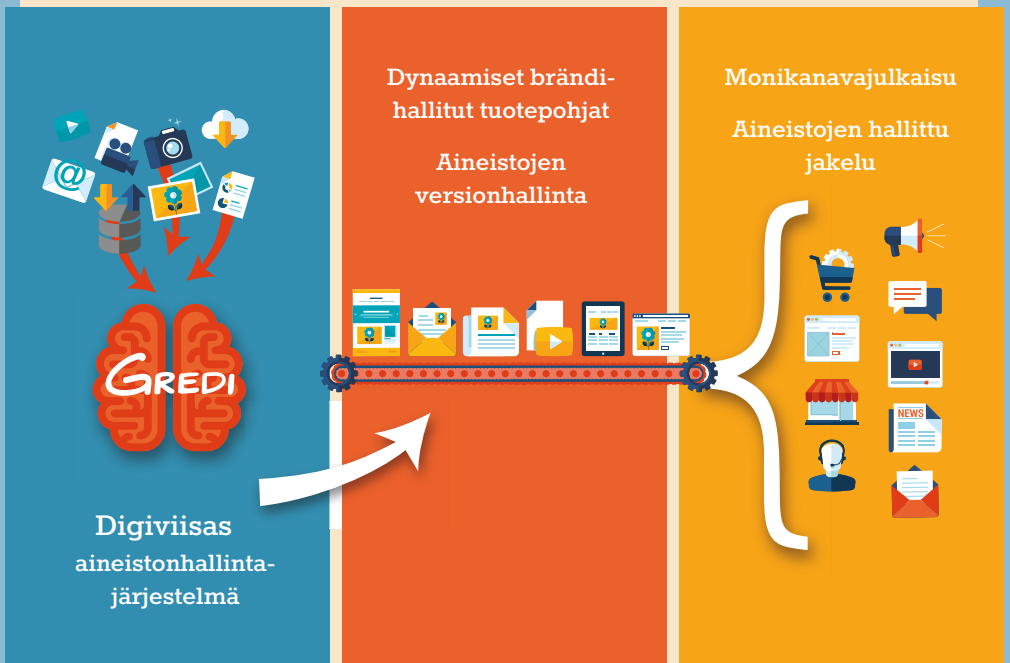 @
GREDI
Digiviisas
aineistonhallinta-
järjestelmä
Dynaamiset brändi-
hallitut tuotepohjat
Aineistojen
versionhallinta
Monikanavajulkaisu
Aineistojen hallittu
jakelu
NEWS